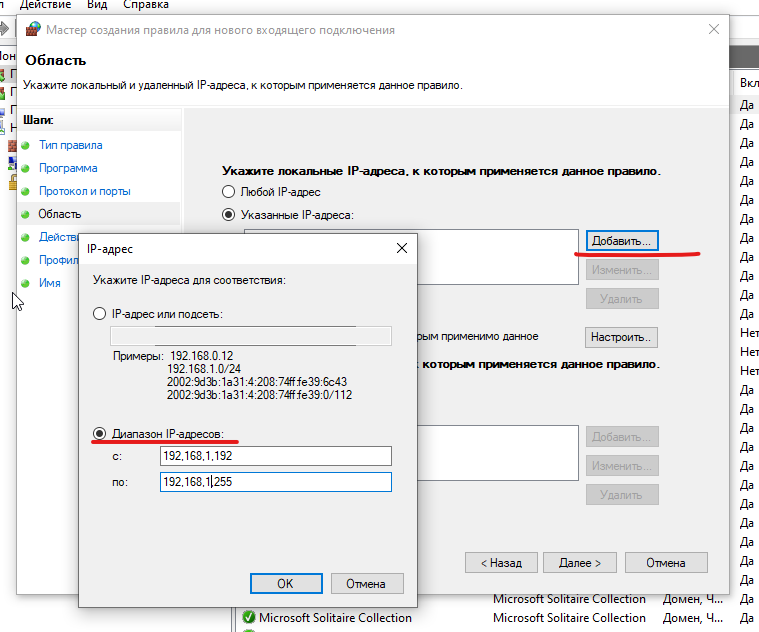 Действие Вид Справка
Мастер создания правила для нового входящего подключения
Область
Укажите локальный и удаленный IP-адреса, к которым применяется данное правило.
Шаги:
Тип правила
Программа
Протокол и порты
Область
Действи
Профил
Имя
Укажите локальные IP-адреса, к которым применяется данное правило.
Любой IP-адрес
Указанные IP-адреса:
Добавить...
Изменить...
Удалить
рым применимо данное
Настроить..
к которым применяется данное правило.
Добавить...
Изменить...
Удалить
< Назад
Далее >
Отмена
IP-адрес
Укажите IP-адреса для соответствия:
IP-адрес или подсеть:
Примеры: 192.168.0.12
192.168.1.0/24
2002:9d3b:1a31:4:208:74ff:fe39:6c43
2002:9d3b:1a31:4:208:74ff:fe39:0/112
Диапазон IP-адресов:
с: 192,168,1,192
по: 192,168,1,255
OK
Отмена
Вкл
Да
Да
Да
Да
Да
Да
Да
Да
Да
Да
Да
Да
Нет
Нет
Нет
Да
Да
Да
Да
Да
Да
Да
Да
Да
Да
Да
Microsoft Solitaire Collection Домен, Ч... Да
Microsoft Solitaire Collection Microsoft Solitaire Collection Домен, Ч... Да